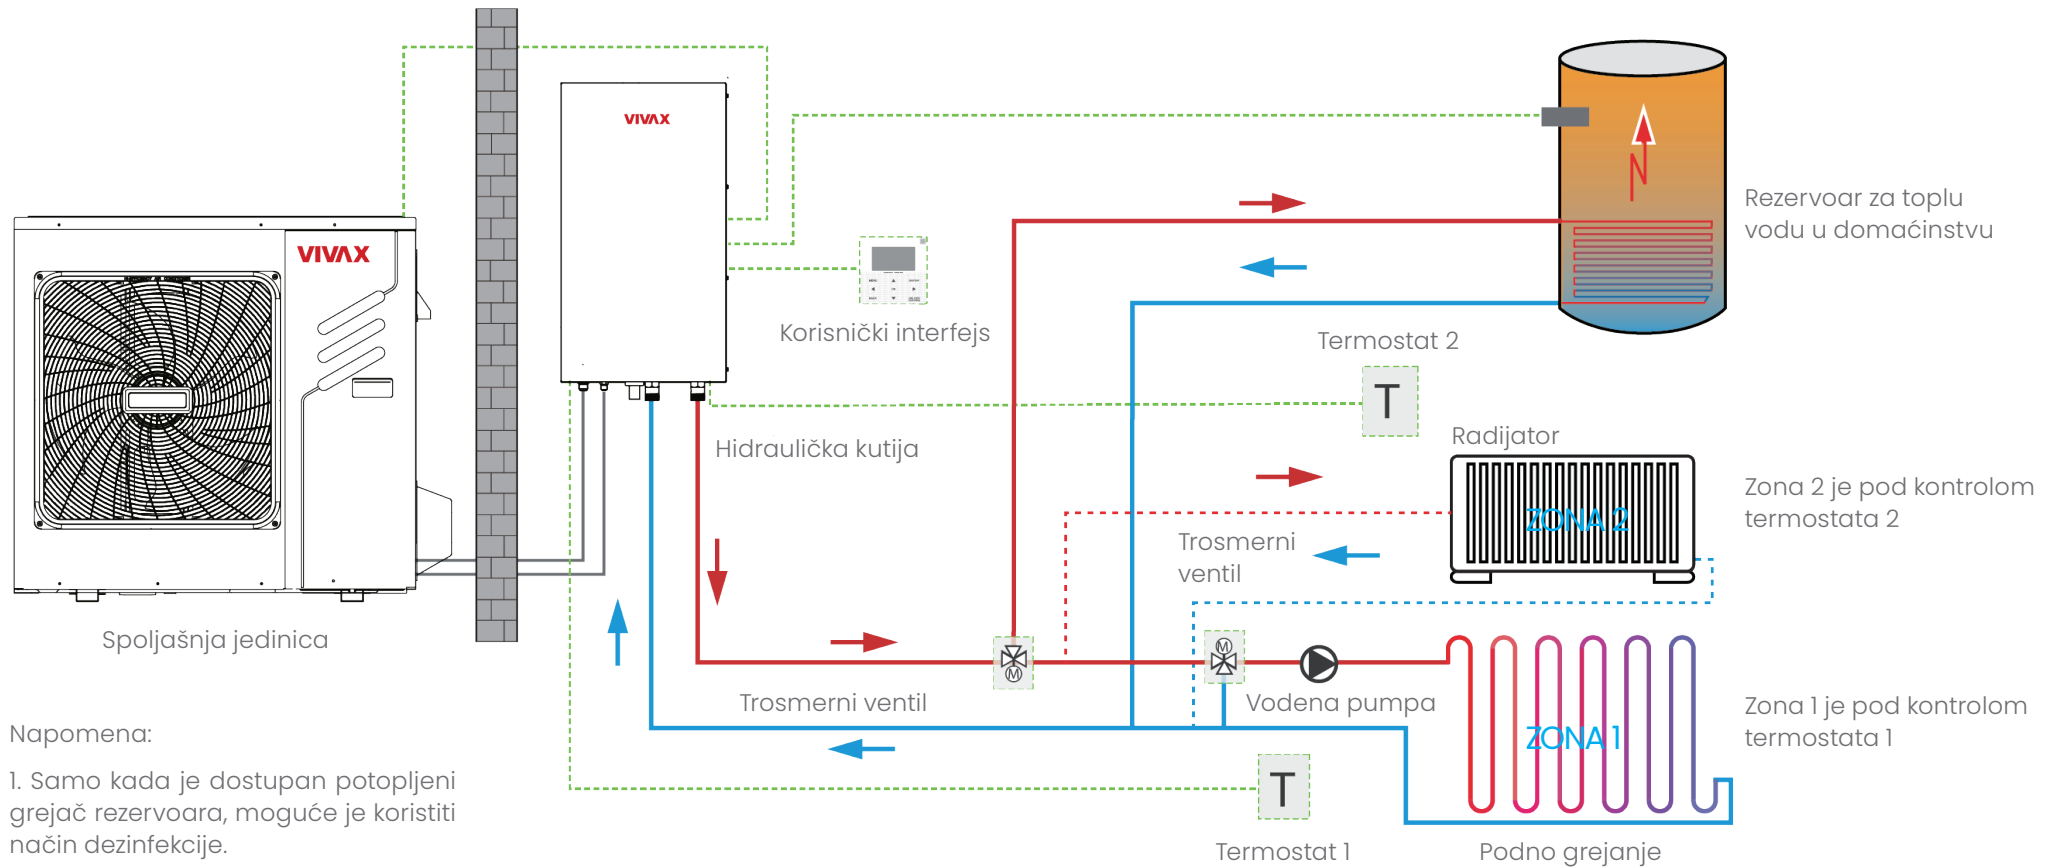 VIVAX
VIVAX
Korisnički interfejs
Rezervoar za toplu
vodu u domaćinstvu
Termostat 2
T
Hidraulička kutija
Radijator
ZONA 2
Zona 2 je pod kontrolom
termostata 2
Trosmerni
ventil
Spoljašnja jedinica
M
M
Trosmerni ventil
Vodena pumpa
ZONA 1
Zona 1 je pod kontrolom
termostata 1
Napomena:
1. Samo kada je dostupan potopljeni
grejač rezervoara, moguće je koristiti
način dezinfekcije.
T
Termostat 1
Podno grejanje